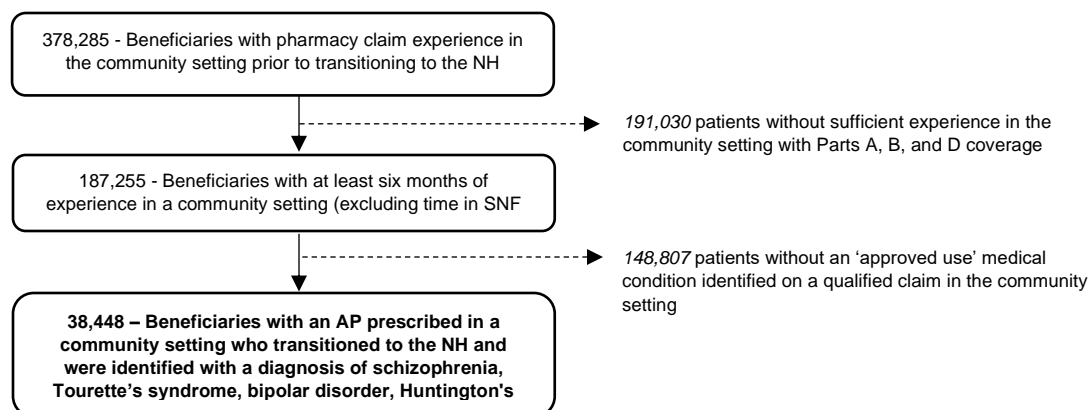 378,285 - Beneficiaries with pharmacy claim experience in
the community setting prior to transitioning to the NH
191,030 patients without sufficient experience in the
community setting with Parts A, B, and D coverage
187,255 - Beneficiaries with at least six months of
experience in a community setting (excluding time in SNF
148,807 patients without an ‘approved use’ medical
condition identified on a qualified claim in the community
setting
38,448 – Beneficiaries with an AP prescribed in a
community setting who transitioned to the NH and
were identified with a diagnosis of schizophrenia,
Tourette’s syndrome, bipolar disorder, Huntington's